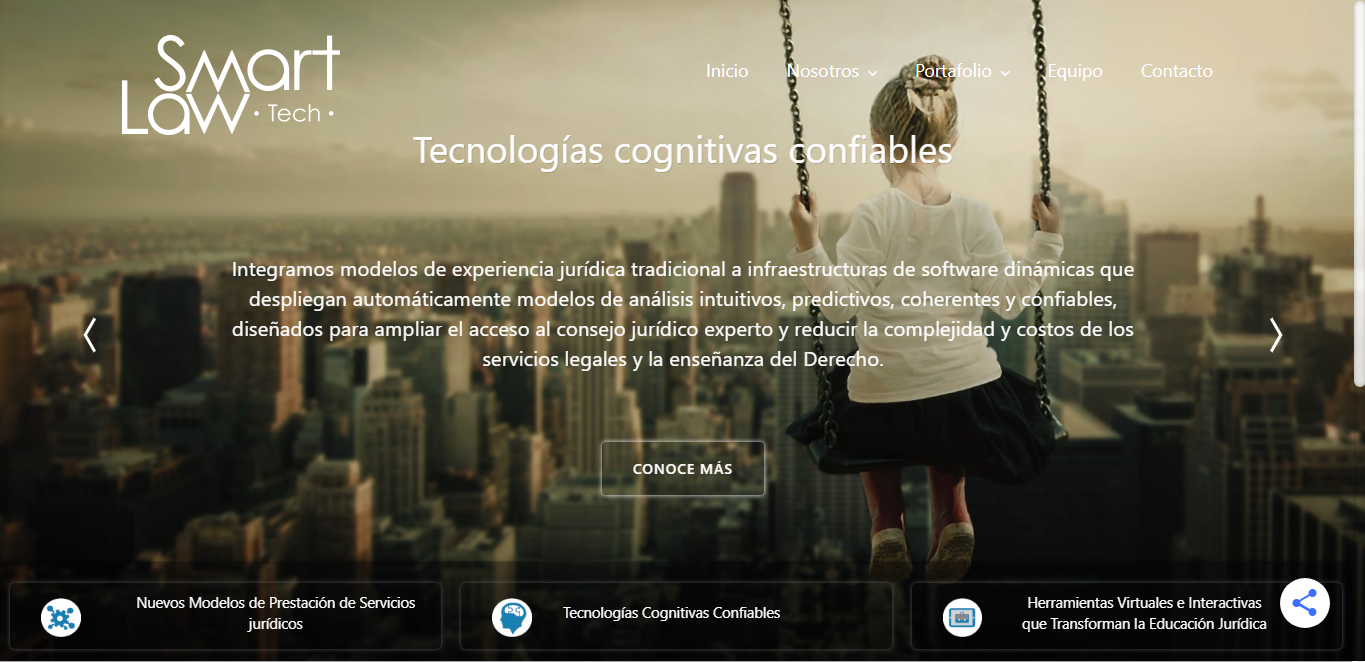 Smart
Law · Tech ·
Inicio Nosotros Portafolio Equipo Contacto
Tecnologías cognitivas confiables
Integramos modelos de experiencia jurídica tradicional a infraestructuras de software dinámicas que
despliegan automáticamente modelos de análisis intuitivos, predictivos, coherentes y confiables,
diseñados para ampliar el acceso al consejo jurídico experto y reducir la complejidad y costos de los
servicios legales y la enseñanza del Derecho.
CONOCE MÁS
Nuevos Modelos de Prestación de Servicios
jurídicos
Tecnologías Cognitivas Confiables
Herramientas Virtuales e Interactivas
que Transforman la Educación Jurídica